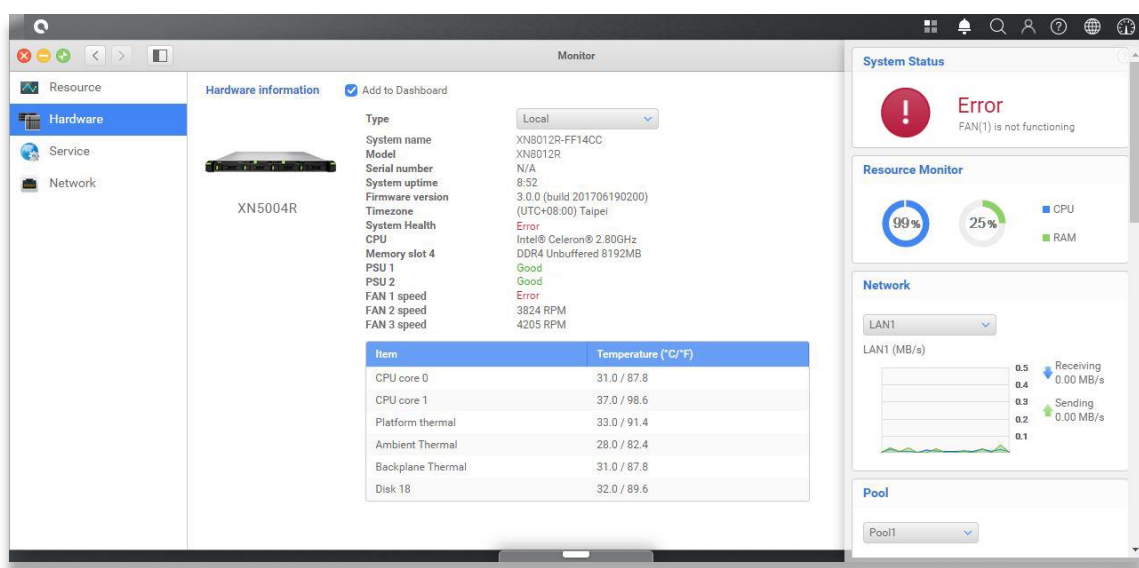 Monitor
Resource
Hardware
Service
Network
Hardware information
Add to Dashboard
XN5004R
Type Local
System name XN8012R-FF14CC
Model XN8012R
Serial number N/A
System uptime 8:52
Firmware version 3.0.0 (build 201706190200)
Timezone (UTC+08:00) Taipei
System Health Error
CPU Intel® Celeron® 2.80GHz
Memory slot 4 DDR4 Unbuffered 8192MB
PSU 1 Good
PSU 2 Good
FAN 1 speed Error
FAN 2 speed 3824 RPM
FAN 3 speed 4205 RPM
Item Temperature (°C/°F)
CPU core 0 31.0 / 87.8
CPU core 1 37.0 / 98.6
Platform thermal 33.0 / 91.4
Ambient Thermal 28.0 / 82.4
Backplane Thermal 31.0 / 87.8
Disk 18 32.0 / 89.6
System Status
Error
FAN(1) is not functioning
Resource Monitor
99%
25%
CPU
RAM
Network
LAN1
LAN1 (MB/s)
0.5
0.4
0.3
0.2
0.1
Receiving
0.00 MB/s
Sending
0.00 MB/s
Pool
Pool1